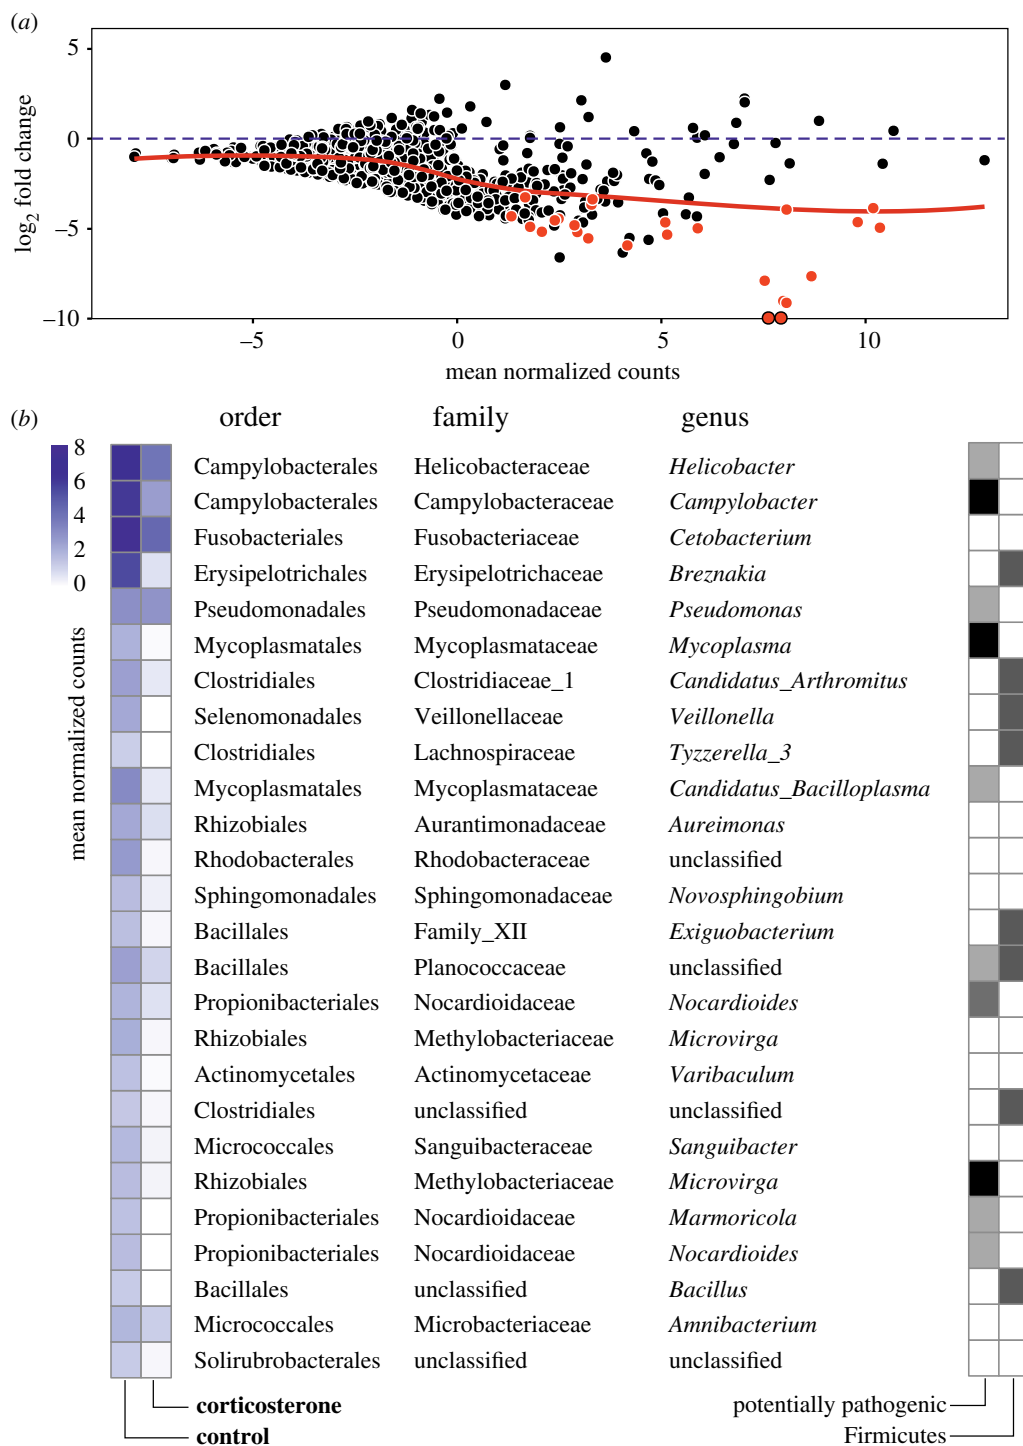 (a)
5
0
−5
−10
log2 fold change
−5 0 5 10
mean normalized counts
(b)
order family genus
8
6
4
2
0
mean normalized counts
Campylobacterales Helicobacteraceae Helicobacter
Campylobacterales Campylobacteraceae Campylobacter
Fusobacteriales Fusobacteriaceae Cetobacterium
Erysipelotrichales Erysipelotrichaceae Breznakia
Pseudomonadales Pseudomonadaceae Pseudomonas
Mycoplasmatales Mycoplasmataceae Mycoplasma
Clostridiales Clostridiaceae_1 Candidatus_Arthromitus
Selenomonadales Veillonellaceae Veillonella
Clostridiales Lachnospiraceae Tyzzerella_3
Mycoplasmatales Mycoplasmataceae Candidatus_Bacilloplasma
Rhizobiales Aurantimonadaceae Aureimonas
Rhodobacterales Rhodobacteraceae unclassified
Sphingomonadales Sphingomonadaceae Novosphingobium
Bacillales Family_XII Exiguobacterium
Bacillales Planococcaceae unclassified
Propionibacteriales Nocardioidaceae Nocardioides
Rhizobiales Methylobacteriaceae Microvirga
Actinomycetales Actinomycetaceae Varibaculum
Clostridiales unclassified unclassified
Micrococcales Sanguibacteraceae Sanguibacter
Rhizobiales Methylobacteriaceae Microvirga
Propionibacteriales Nocardioidaceae Marmoricola
Propionibacteriales Nocardioidaceae Nocardioides
Bacillales unclassified Bacillus
Micrococcales Microbacteriaceae Amnibacterium
Solirubrobacterales unclassified unclassified
corticosterone potentially pathogenic
control Firmicutes